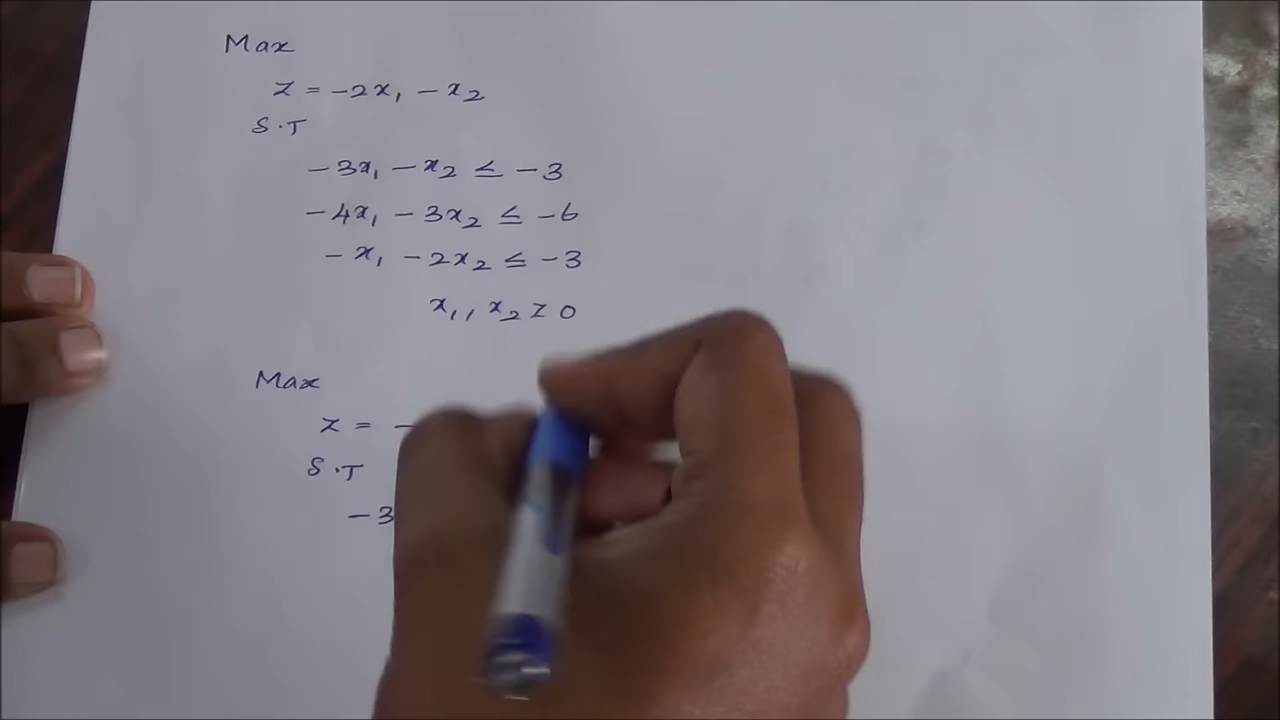 Max
Z = -2x₁ - x₂
S.T
-3x₁ - x₂ ≤ -3
-4x₁ - 3x₂ ≤ -6
-x₁ - 2x₂ ≤ -3
x₁, x₂ ≥ 0
Max
Z = -
S.T
-3